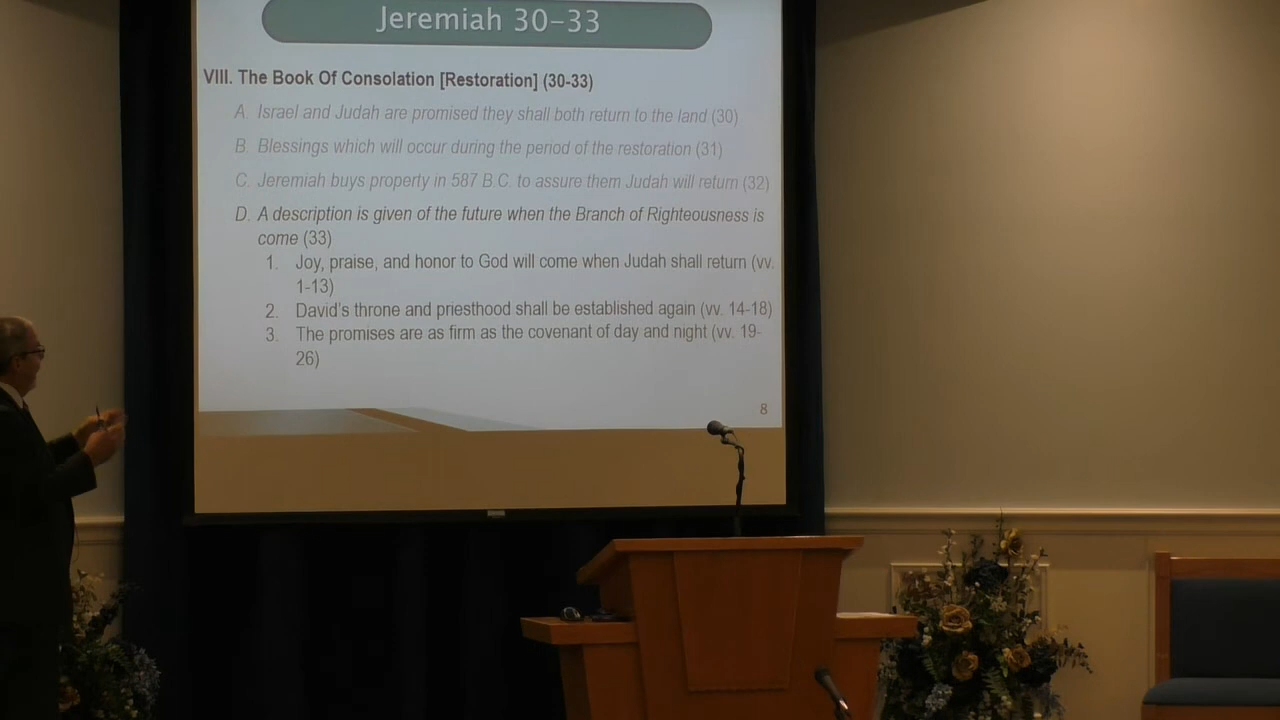 Jeremiah 30–33
VIII. The Book Of Consolation [Restoration] (30-33)
A. Israel and Judah are promised they shall both return to the land (30)
B. Blessings which will occur during the period of the restoration (31)
C. Jeremiah buys property in 587 B.C. to assure them Judah will return (32)
D. A description is given of the future when the Branch of Righteousness is
come (33)
1. Joy, praise, and honor to God will come when Judah shall return (vv.
1-13)
2. David's throne and priesthood shall be established again (vv. 14-18)
3. The promises are as firm as the covenant of day and night (vv. 19-
26)
8